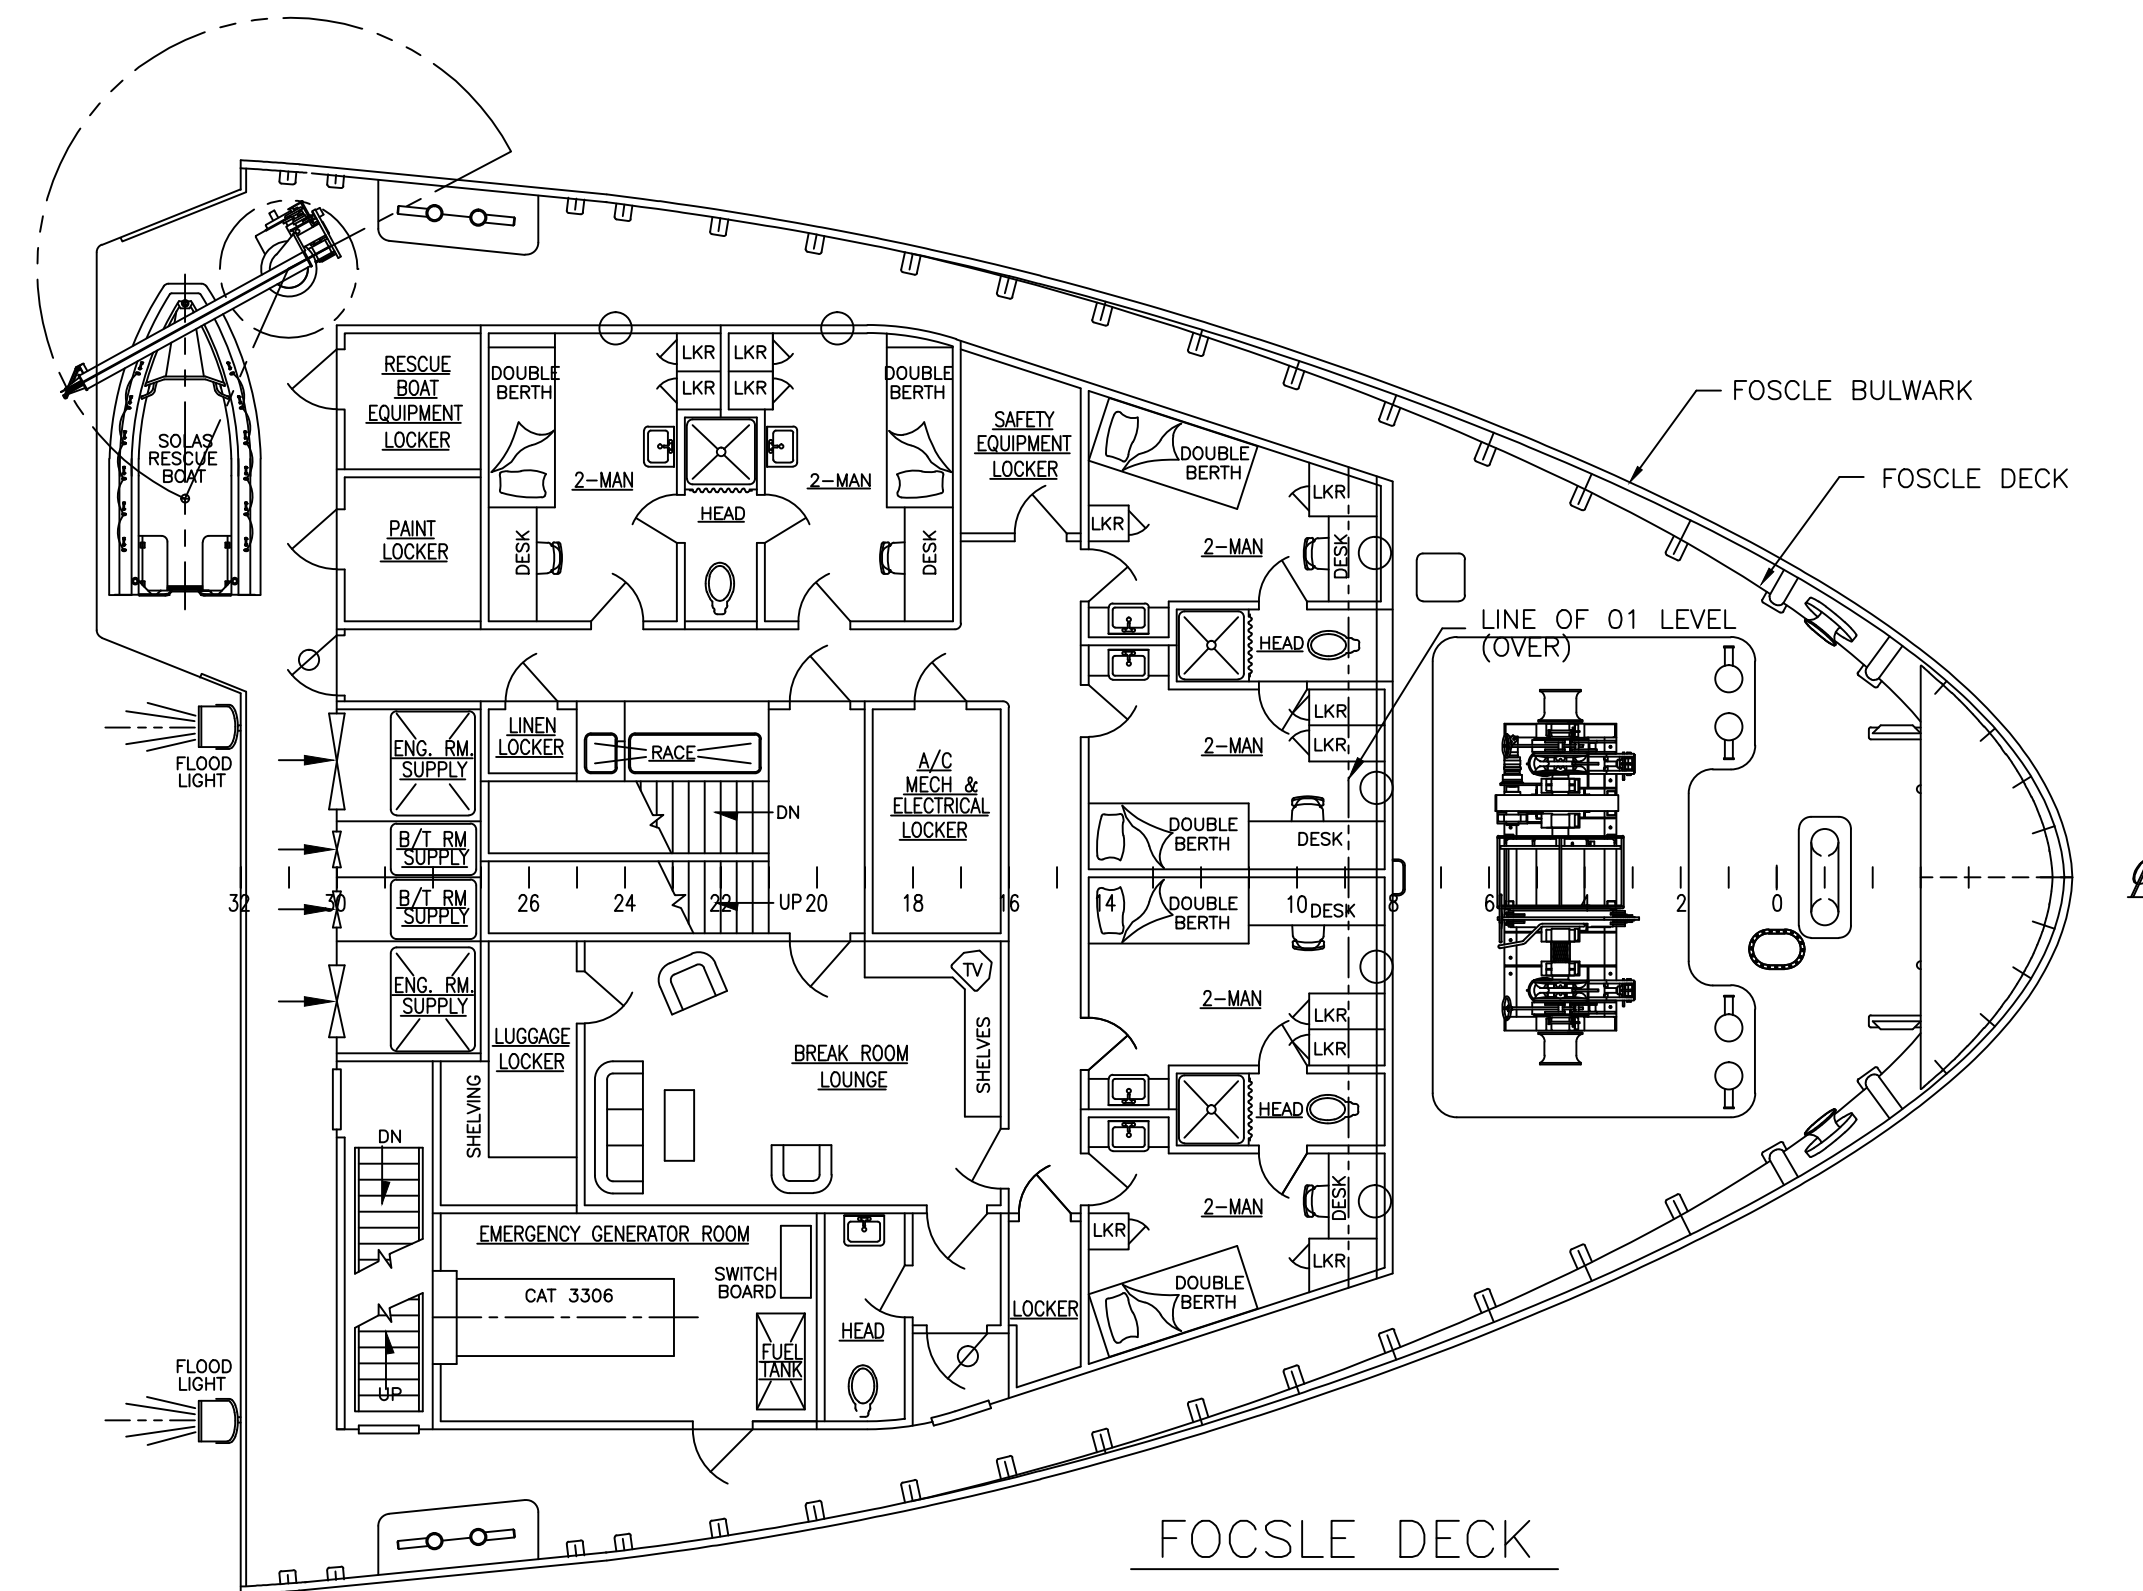 RESCUE
BOAT
EQUIPMENT
LOCKER
DOUBLE
BERTH
LKR
LKR
LKR
LKR
DOUBLE
BERTH
FOSCLE BULWARK
SOLAS
RESCUE
BOAT
SAFETY
EQUIPMENT
LOCKER
DOUBLE
BERTH
2-MAN
2-MAN
FOSCLE DECK
LKR
HEAD
LKR
PAINT
LOCKER
DESK
DESK
2-MAN
DESK
LINE OF 01 LEVEL
(OVER)
HEAD
FLOOD
LIGHT
ENG. RM.
SUPPLY
LINEN
LOCKER
RACE
A/C
MECH &
ELECTRICAL
LOCKER
LKR
2-MAN
LKR
DN
DOUBLE
BERTH
DESK
B/T RM
SUPPLY
B/T RM
SUPPLY
32
30
26
24
22
UP
20
18
16
14
DOUBLE
BERTH
10
DESK
8
6
4
2
0
ENG. RM.
SUPPLY
TV
2-MAN
LKR
LKR
LUGGAGE
LOCKER
BREAK ROOM
LOUNGE
SHELVES
SHELVING
HEAD
DN
2-MAN
DESK
LKR
LKR
EMERGENCY GENERATOR ROOM
SWITCH
BOARD
CAT 3306
DOUBLE
BERTH
LOCKER
HEAD
FUEL
TANK
FLOOD
LIGHT
UP
FOCSLE DECK